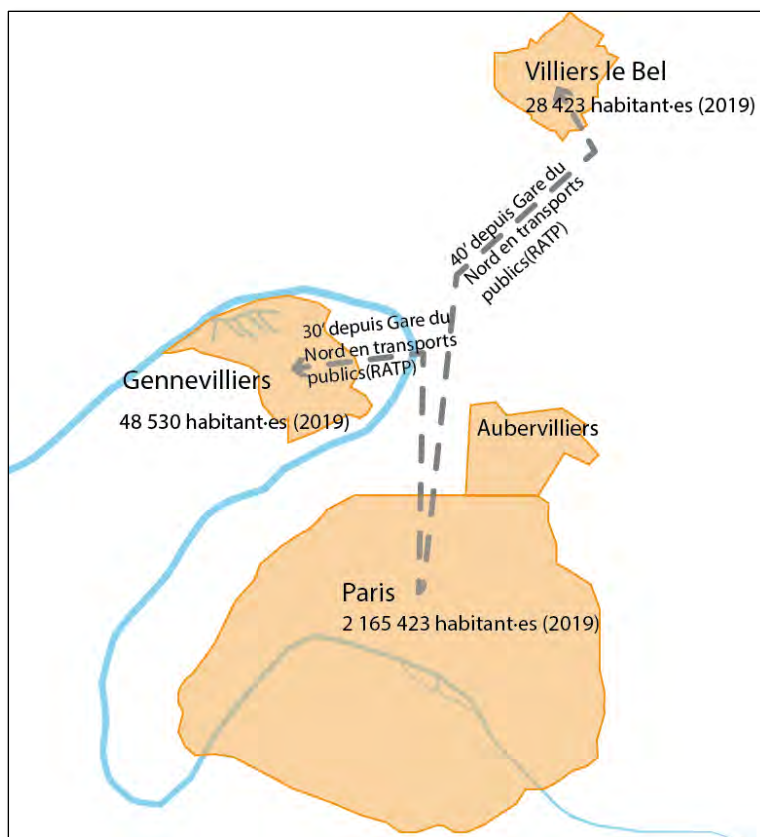 Villiers le Bel
28 423 habitant·es (2019)
40' depuis Gare du
Nord en transports
publics(RATP)
30' depuis Gare du
Nord en transports
publics(RATP)
Gennevilliers
48 530 habitant·es (2019)
Aubervilliers
Paris
2 165 423 habitant·es (2019)